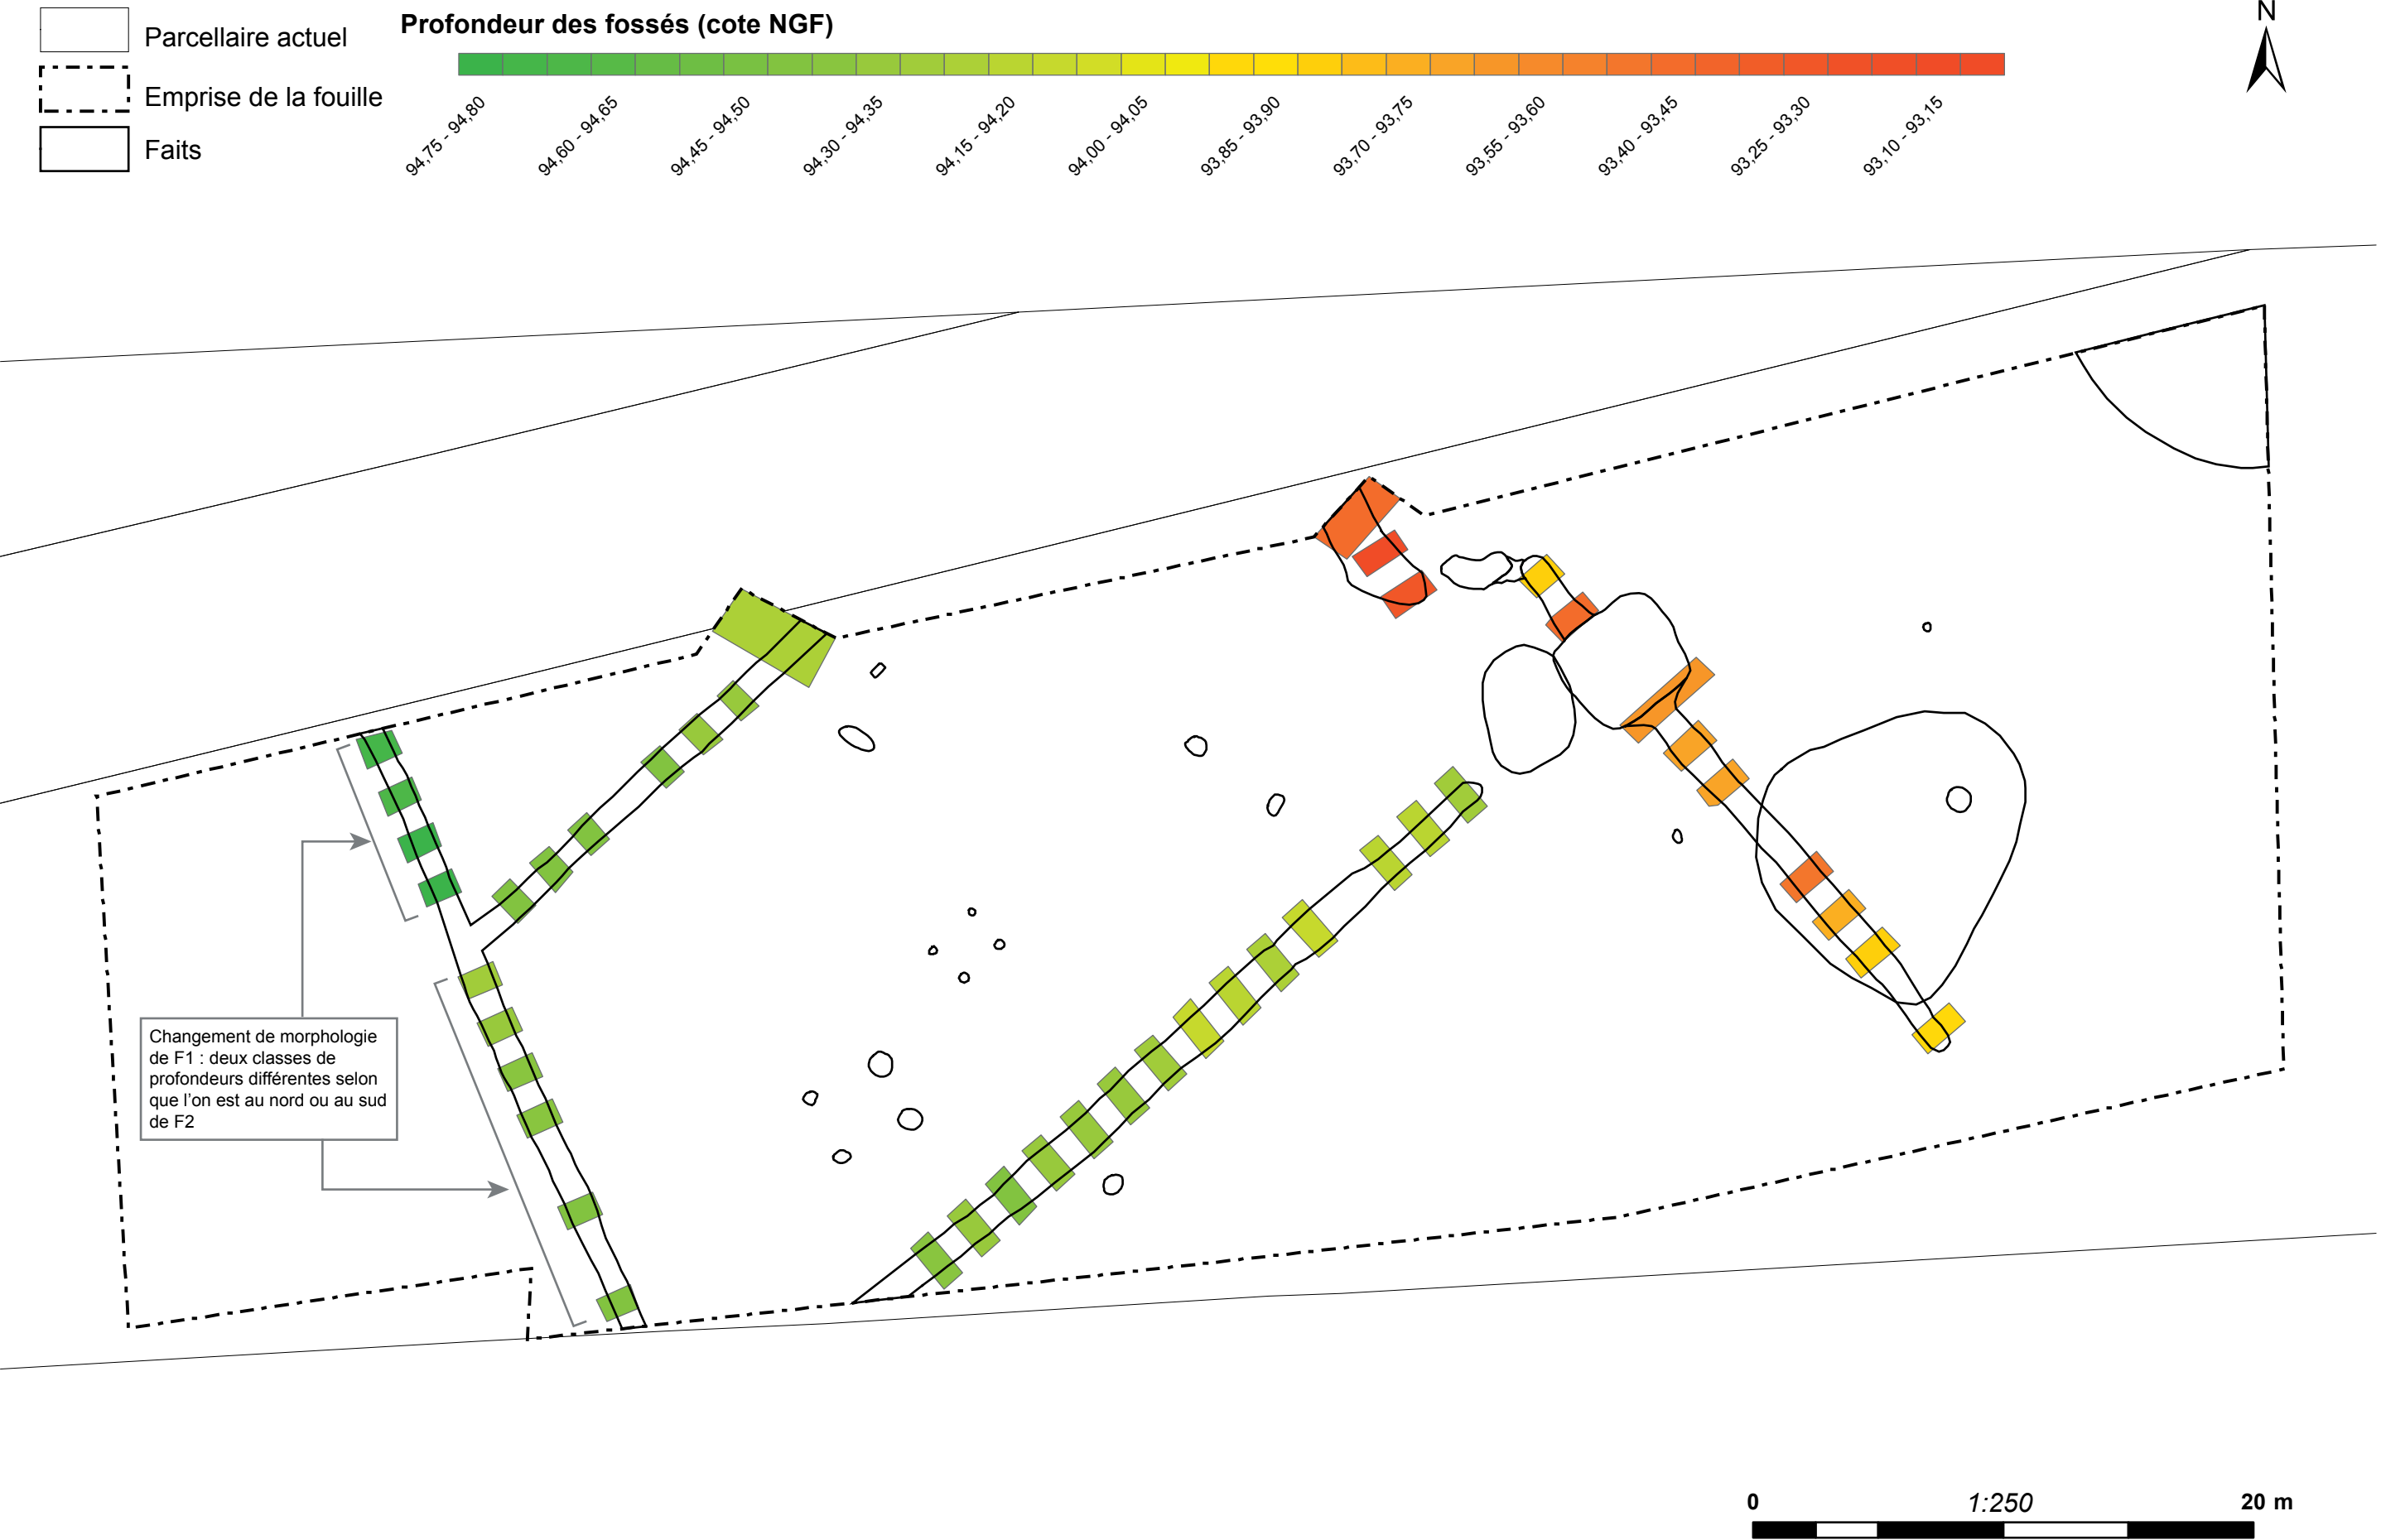 Parcellaire actuel
Emprise de la fouille
Faits
Profondeur des fossés (cote NGF)
94,75 - 94,80
94,60 - 94,65
94,45 - 94,50
94,30 - 94,35
94,15 - 94,20
94,00 - 94,05
93,85 - 93,90
93,70 - 93,75
93,55 - 93,60
93,40 - 93,45
93,25 - 93,30
93,10 - 93,15
N
Changement de morphologie
de F1 : deux classes de
profondeurs différentes selon
que l’on est au nord ou au sud
de F2
0 1:250 20 m